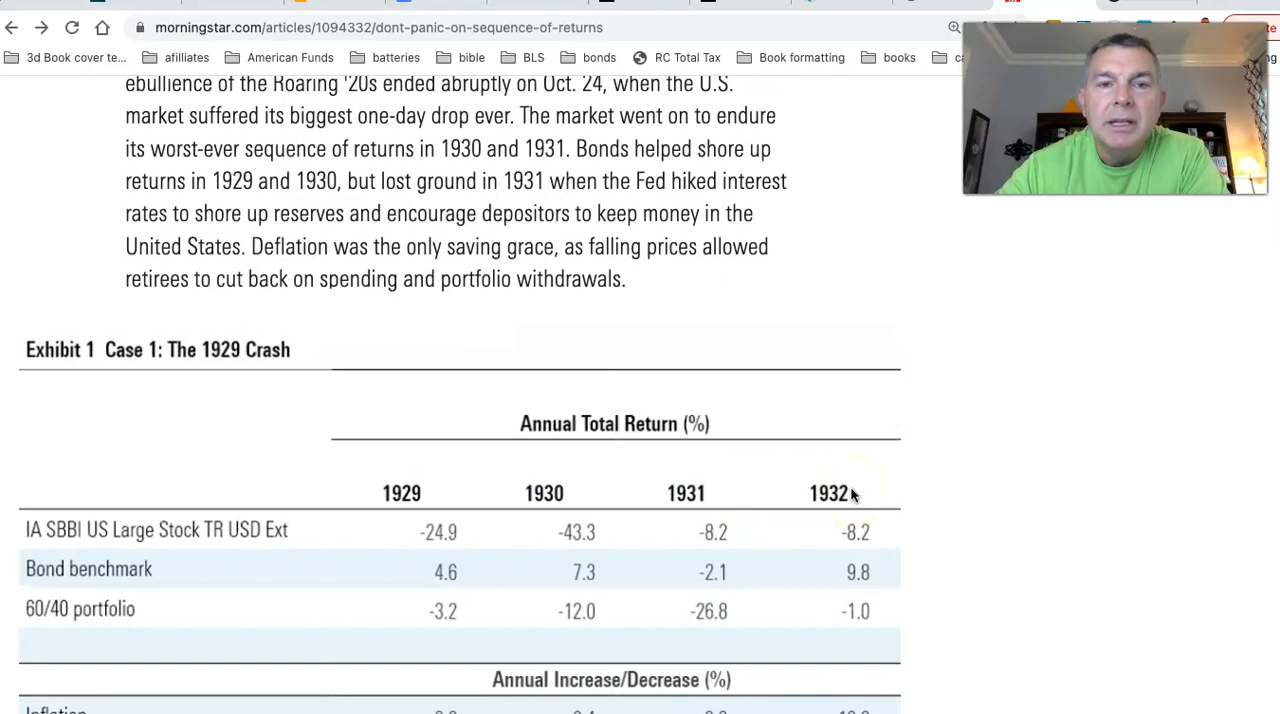 morningstar.com/articles/1094332/dont-panic-on-sequence-of-returns
3d Book cover te... afilliates American Funds batteries bible BLS bonds RC Total Tax Book formatting books
ebullience of the Roaring '20s ended abruptly on Oct. 24, when the U.S.
market suffered its biggest one-day drop ever. The market went on to endure
its worst-ever sequence of returns in 1930 and 1931. Bonds helped shore up
returns in 1929 and 1930, but lost ground in 1931 when the Fed hiked interest
rates to shore up reserves and encourage depositors to keep money in the
United States. Deflation was the only saving grace, as falling prices allowed
retirees to cut back on spending and portfolio withdrawals.
Exhibit 1 Case 1: The 1929 Crash
Annual Total Return (%)
1929 1930 1931 1932
IA SBBI US Large Stock TR USD Ext -24.9 -43.3 -8.2 -8.2
Bond benchmark 4.6 7.3 -2.1 9.8
60/40 portfolio -3.2 -12.0 -26.8 -1.0
Annual Increase/Decrease (%)
Inflation